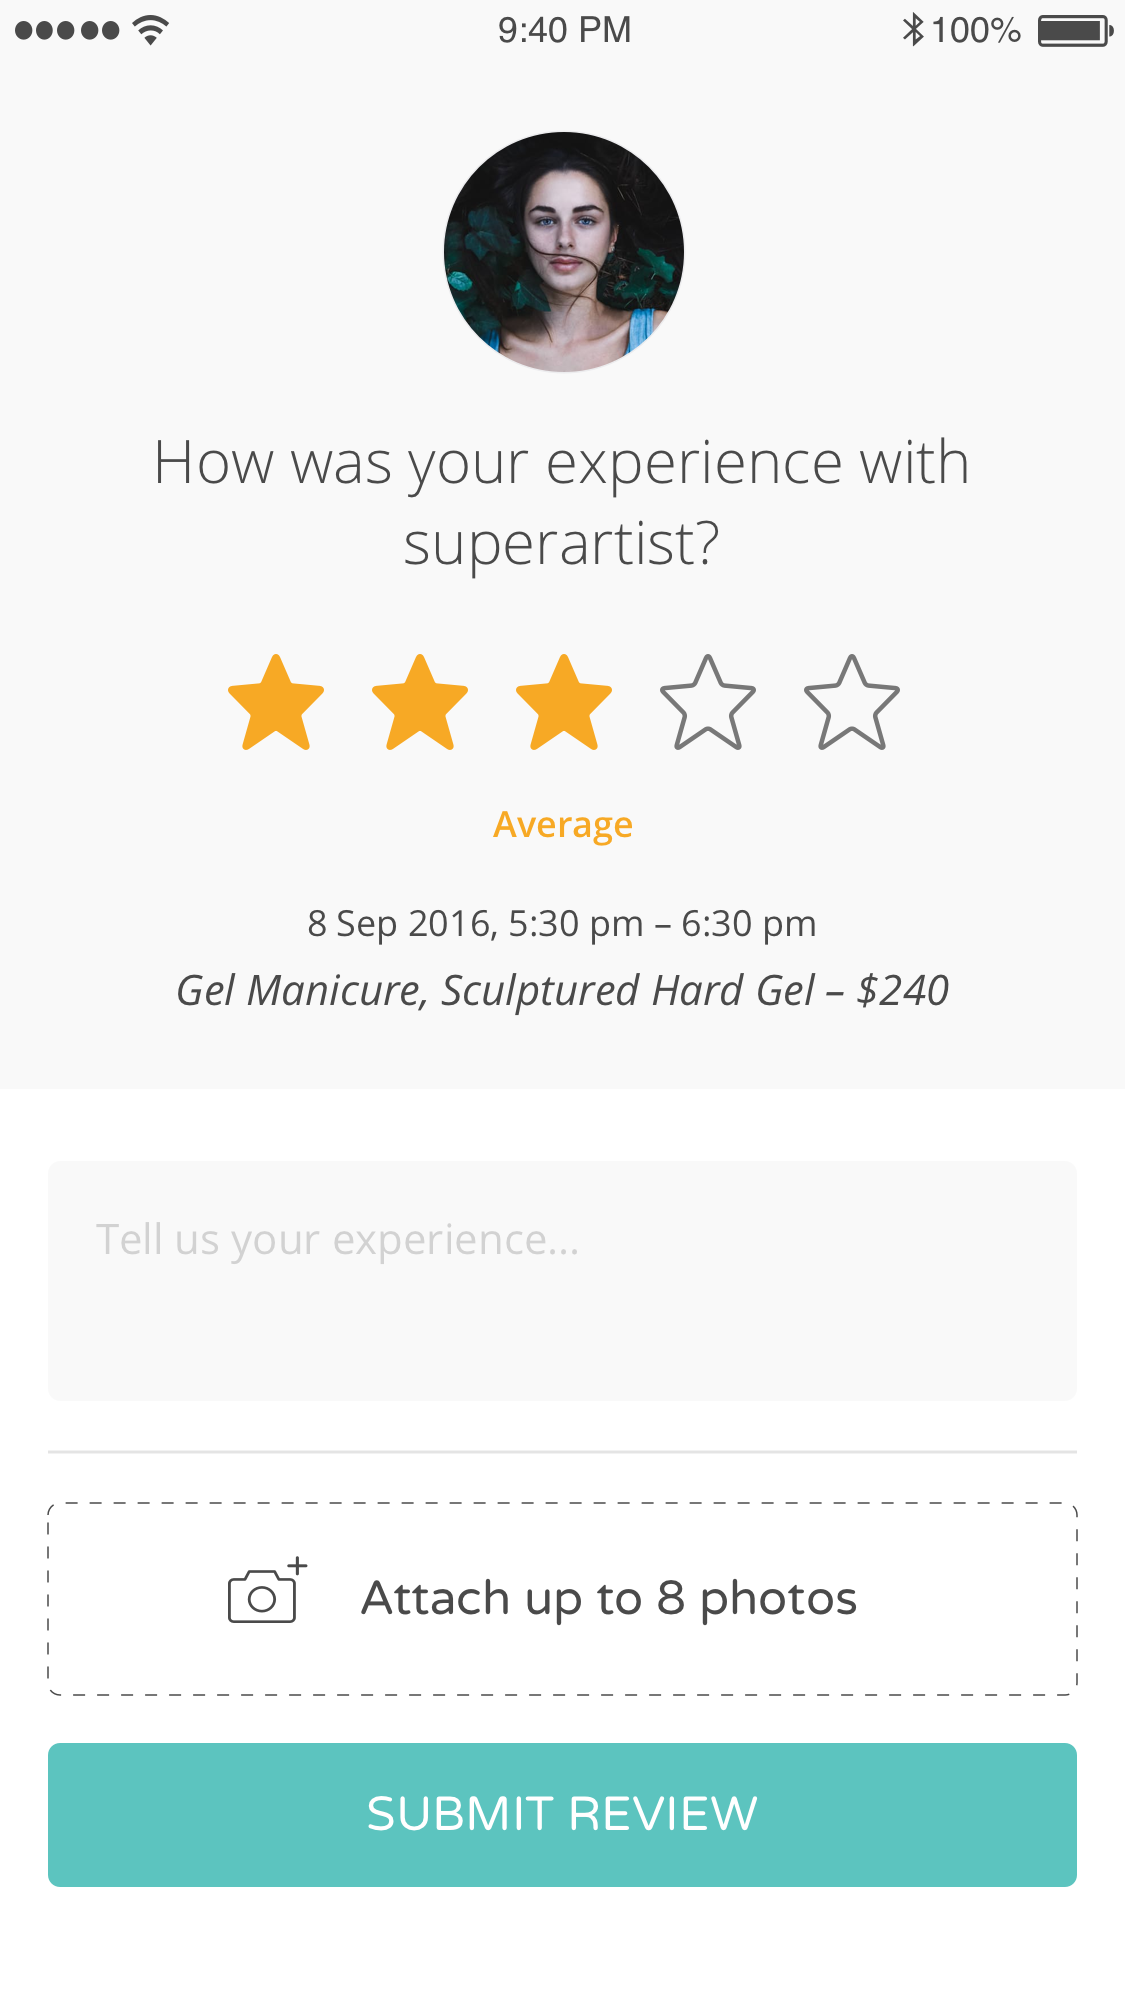 9:40 PM
100%
How was your experience with
superartist?
Average
8 Sep 2016, 5:30 pm – 6:30 pm
Gel Manicure, Sculptured Hard Gel – $240
Tell us your experience...
Attach up to 8 photos
SUBMIT REVIEW